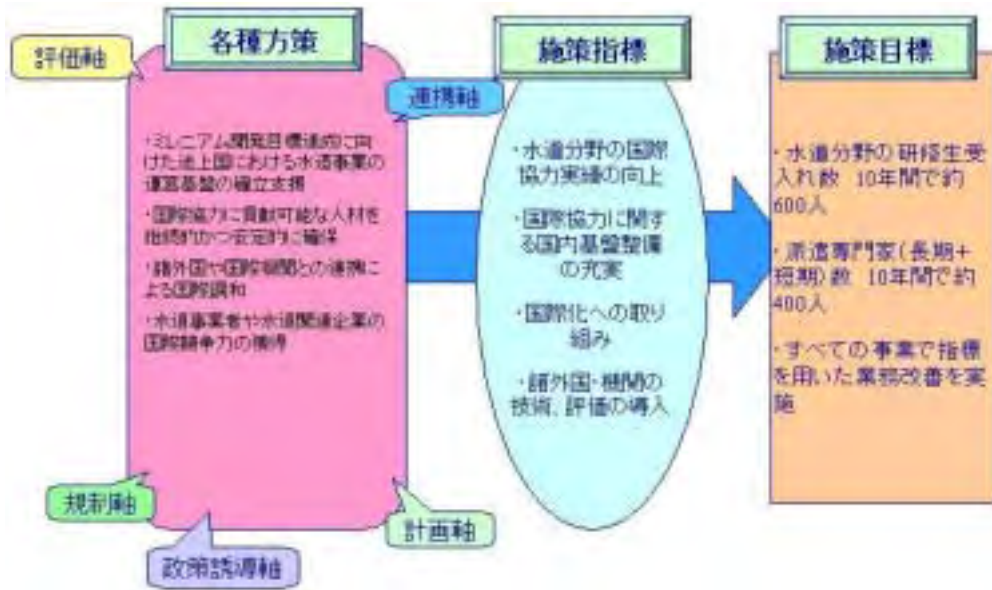 各種方策
評価軸
連携軸
・ミレニアム開発目標達成に向
けた途上国における水道事業の
運営基盤の確立支援
・国際協力に貢献可能な人材を
継続的かつ安定的に確保
・諸外国や国際機関との連携に
よる国際調和
・水道事業者や水道関連企業の
国際競争力の獲得
規制軸
政策誘導軸
計画軸
施策指標
・水道分野の国際
協力実績の向上
・国際協力に関す
る国内基盤整備
の充実
・国際化への取り
組み
・諸外国・機関の
技術、評価の導入
施策目標
・水道分野の研修生受
入れ数 10年間で約
600人
・派遣専門家(長期+
短期)数 10年間で約
400人
・すべての事業で指標
を用いた業務改善を実
施